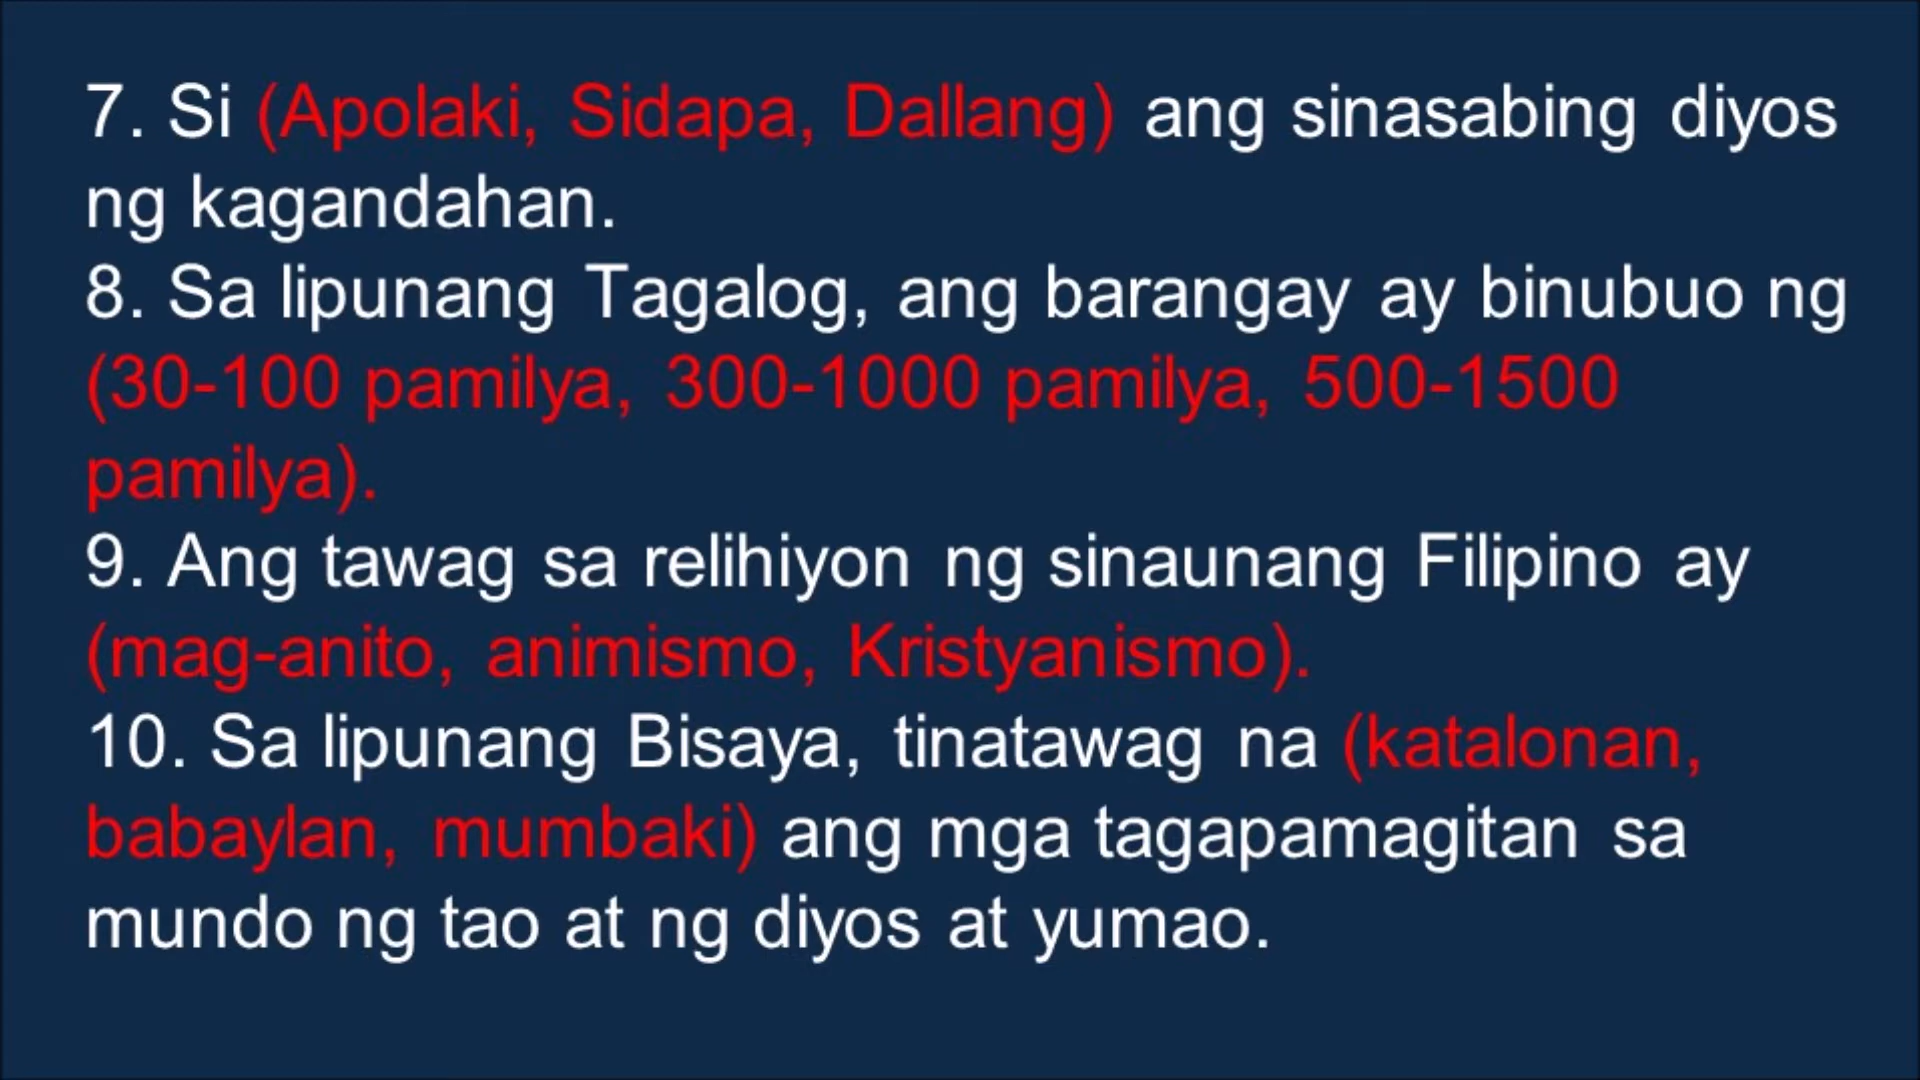 7. Si (Apolaki, Sidapa, Dallang) ang sinasabing diyos
ng kagandahan.
8. Sa lipunang Tagalog, ang barangay ay binubuo ng
(30-100 pamilya, 300-1000 pamilya, 500-1500
pamilya).
9. Ang tawag sa relihiyon ng sinaunang Filipino ay
(mag-anito, animismo, Kristyanismo).
10. Sa lipunang Bisaya, tinatawag na (katalonan,
babaylan, mumbaki) ang mga tagapamagitan sa
mundo ng tao at ng diyos at yumao.